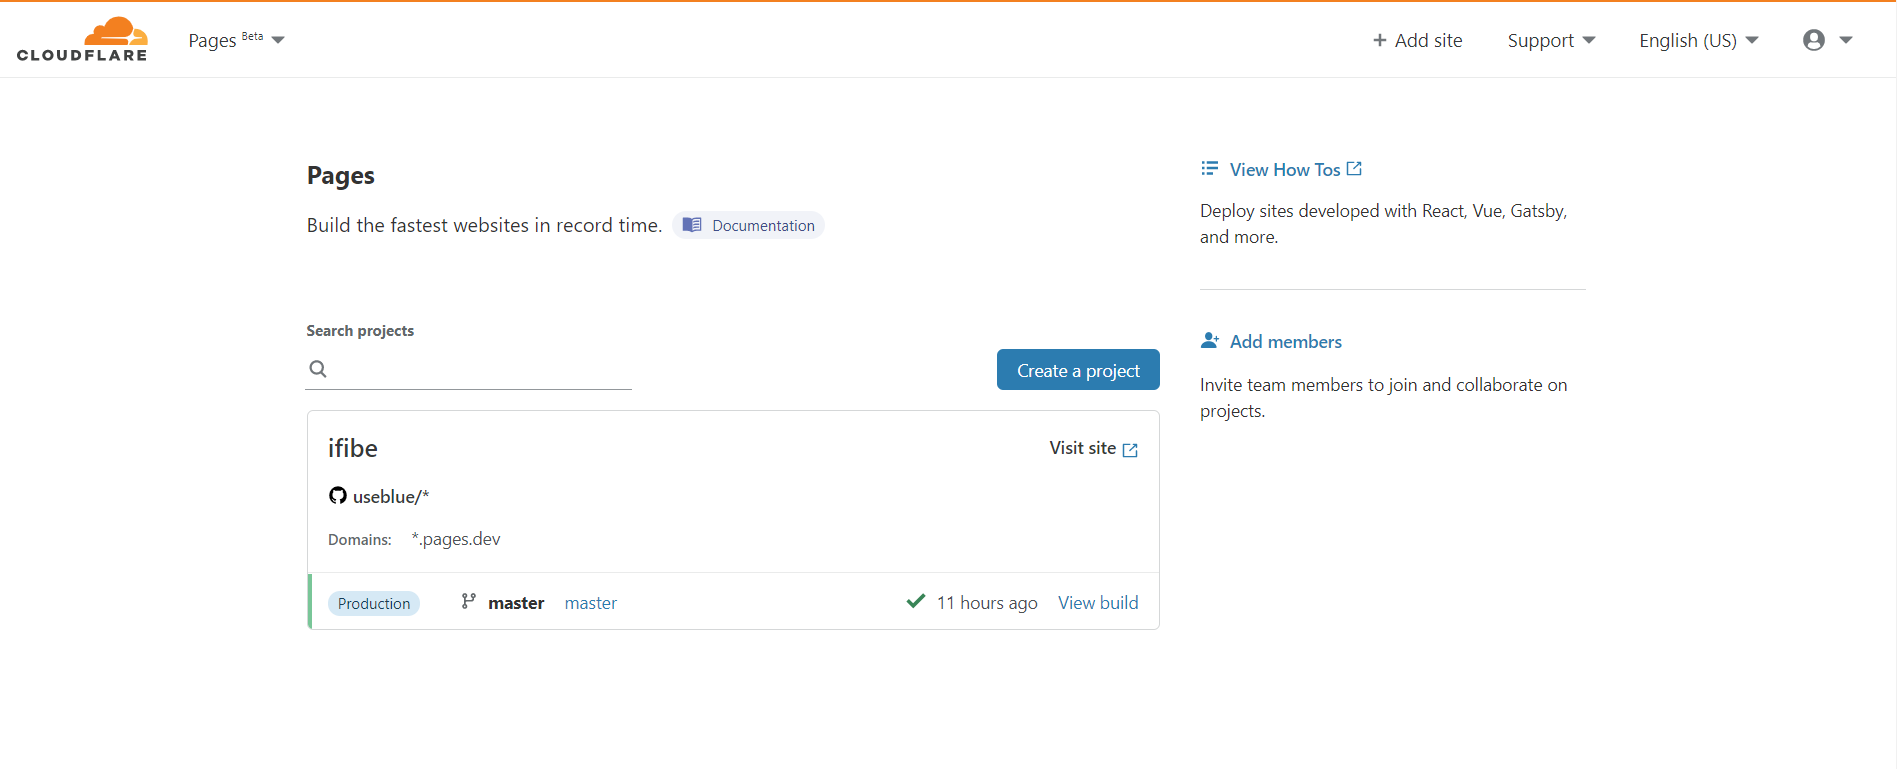 CLOUDFLARE
Pages Beta
+ Add site
Support
English (US)
Pages
Build the fastest websites in record time.
Documentation
Search projects
Create a project
ifibe
Visit site
useblue/*
Domains: *.pages.dev
Production master master 11 hours ago View build
View How Tos
Deploy sites developed with React, Vue, Gatsby,
and more.
Add members
Invite team members to join and collaborate on
projects.